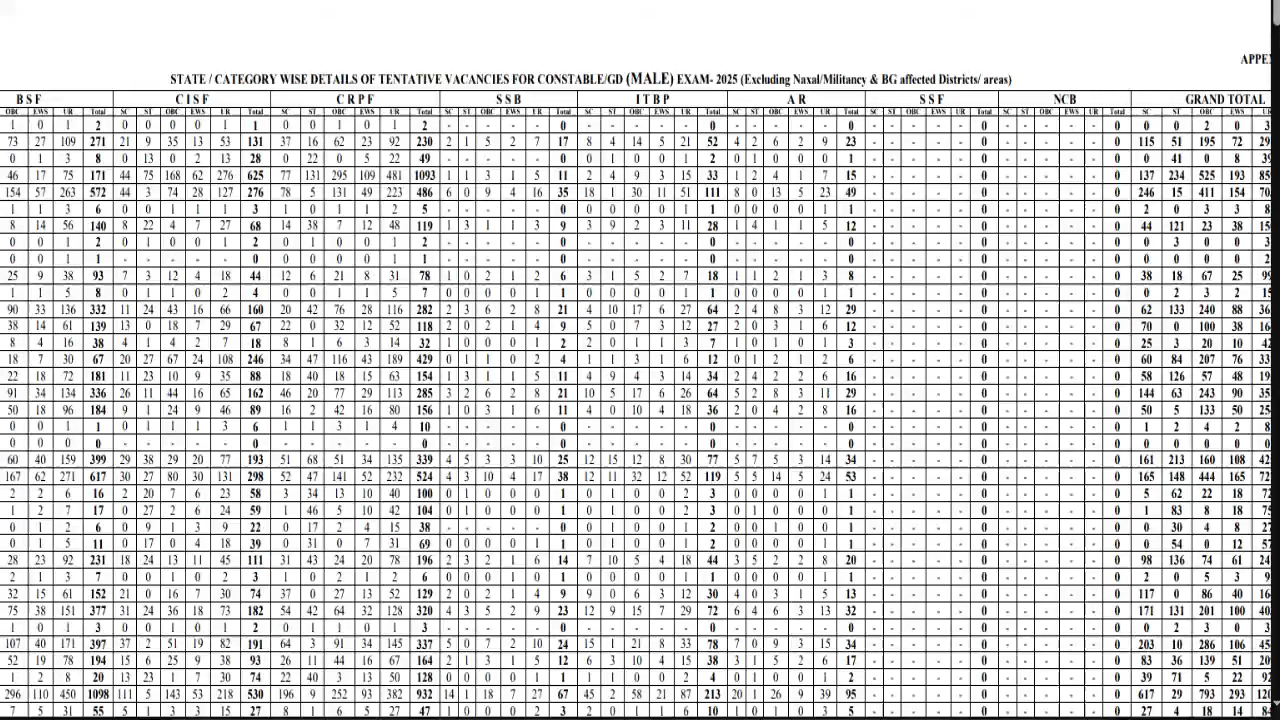 STATE / CATEGORY WISE DETAILS OF TENTATIVE VACANCIES FOR CONSTABLE/GD (MALE) EXAM- 2025 (Excluding Naxal/Militancy & BG affected Districts/ areas)
BSF CISF CRPF SSB ITBP AR SSF NCB GRAND TOTAL
OBC EWS UR Total SC ST OBC EWS UR Total SC ST OBC EWS UR Total SC ST OBC EWS UR Total SC ST OBC EWS UR Total SC ST OBC EWS UR Total SC ST OBC EWS UR Total SC ST OBC EWS UR Total SC ST OBC EWS
1 0 1 2 0 0 0 0 1 1 0 0 1 0 1 2 - - - - - 0 - - - - - 0 - - - - - 0 - - - - - 0 - - - - - 0 0 0 2 0
73 27 109 271 21 9 35 13 53 131 37 16 62 23 92 230 2 1 5 2 7 17 8 4 14 5 21 52 4 2 6 2 9 23 - - - - - 0 - - - - - 0 115 51 195 72
0 1 3 8 0 13 0 2 13 28 0 22 0 5 22 49 - - - - - 0 0 1 0 0 1 2 0 0 0 0 1 1 - - - - - 0 - - - - - 0 0 41 0 8
46 17 75 171 44 75 168 62 276 625 77 131 295 109 481 1093 1 1 3 1 5 11 2 4 9 3 15 33 1 2 4 1 7 15 - - - - - 0 - - - - - 0 137 234 525 193
154 57 263 572 44 3 74 28 127 276 78 5 131 49 223 486 6 0 9 4 16 35 18 1 30 11 51 111 8 0 13 5 23 49 - - - - - 0 - - - - - 0 246 15 411 154
1 1 3 6 0 0 1 1 1 3 1 0 1 1 2 5 - - - - - 0 0 0 0 0 1 1 0 0 0 0 1 1 - - - - - 0 - - - - - 0 2 0 3 3
8 14 56 140 8 22 4 7 27 68 14 38 7 12 48 119 1 3 1 1 3 9 3 9 2 3 11 28 1 4 1 1 5 12 - - - - - 0 - - - - - 0 44 121 23 38
0 0 1 2 0 1 0 0 1 2 0 1 0 0 1 2 - - - - - 0 - - - - - 0 - - - - - 0 - - - - - 0 - - - - - 0 0 3 0 0
0 0 1 1 - - - - - 0 0 0 0 0 1 1 - - - - - 0 - - - - - 0 - - - - - 0 - - - - - 0 - - - - - 0 0 0 0 0
25 9 38 93 7 3 12 4 18 44 12 6 21 8 31 78 1 0 2 1 2 6 3 1 5 2 7 18 1 1 2 1 3 8 - - - - - 0 - - - - - 0 38 18 67 25
1 1 5 8 0 1 1 0 2 4 0 0 1 1 5 7 0 0 0 0 1 1 0 0 0 0 1 1 0 0 0 0 1 1 - - - - - 0 - - - - - 0 0 2 3 2
90 33 136 332 11 24 43 16 66 160 20 42 76 28 116 282 2 3 6 2 8 21 4 10 17 6 27 64 2 4 8 3 12 29 - - - - - 0 - - - - - 0 62 133 240 88
38 14 61 139 13 0 18 7 29 67 22 0 32 12 52 118 2 0 2 1 4 9 5 0 7 3 12 27 2 0 3 1 6 12 - - - - - 0 - - - - - 0 70 0 100 38
8 4 16 38 4 1 4 2 7 18 8 1 6 3 14 32 1 0 0 0 1 2 2 0 1 1 3 7 1 0 1 0 1 3 - - - - - 0 - - - - - 0 25 3 20 10
18 7 30 67 20 27 67 24 108 246 34 47 116 43 189 429 0 1 1 0 2 4 1 1 3 1 6 12 0 1 2 1 2 6 - - - - - 0 - - - - - 0 60 84 207 76
22 18 72 181 11 23 10 9 35 88 18 40 18 15 63 154 1 3 1 1 5 11 4 9 4 3 14 34 2 4 2 2 6 16 - - - - - 0 - - - - - 0 58 126 57 48
91 34 134 336 26 11 44 16 65 162 46 20 77 29 113 285 3 2 6 2 8 21 10 5 17 6 26 64 5 2 8 3 11 29 - - - - - 0 - - - - - 0 144 63 243 90
50 18 96 184 9 1 24 9 46 89 16 2 42 16 80 156 1 0 3 1 6 11 4 0 10 4 18 36 2 0 4 2 8 16 - - - - - 0 - - - - - 0 50 5 133 50
0 0 1 1 0 1 1 1 3 6 1 1 3 1 4 10 - - - - - 0 - - - - - 0 - - - - - 0 - - - - - 0 - - - - - 0 1 2 4 2
0 0 0 0 - - - - - 0 - - - - - 0 - - - - - 0 - - - - - 0 - - - - - 0 - - - - - 0 - - - - - 0 0 0 0 0
60 40 159 399 29 38 29 20 77 193 51 68 51 34 135 339 4 5 3 3 10 25 12 15 12 8 30 77 5 7 5 3 14 34 - - - - - 0 - - - - - 0 161 213 160 108
167 62 271 617 30 27 80 30 131 298 52 47 141 52 232 524 4 3 10 4 17 38 12 11 32 12 52 119 5 5 14 5 24 53 - - - - - 0 - - - - - 0 165 148 444 165
2 2 6 16 2 20 7 6 23 58 3 34 13 10 40 100 0 0 0 0 1 1 0 1 0 0 2 3 0 0 0 0 1 1 - - - - - 0 - - - - - 0 5 62 22 18
1 2 7 17 0 27 2 6 24 59 1 46 5 10 42 104 0 0 0 0 1 1 0 1 0 0 2 3 0 0 0 0 1 1 - - - - - 0 - - - - - 0 1 83 8 18
0 1 2 6 0 9 1 3 9 22 0 17 2 4 15 38 - - - - - 0 0 1 0 0 1 2 0 0 0 0 1 1 - - - - - 0 - - - - - 0 0 30 4 8
0 1 5 11 0 17 0 4 18 39 0 31 0 7 31 69 0 0 0 0 1 1 0 1 0 0 1 2 0 0 0 0 1 1 - - - - - 0 - - - - - 0 0 54 0 12
28 23 92 231 18 24 13 11 45 111 31 43 24 20 78 196 2 3 2 1 6 14 7 10 5 4 18 44 3 5 2 2 8 20 - - - - - 0 - - - - - 0 98 136 74 61
2 1 3 7 0 0 1 0 2 3 1 0 2 1 2 6 0 0 0 0 1 1 0 0 0 0 1 1 0 0 0 0 1 1 - - - - - 0 - - - - - 0 2 0 5 3
32 15 61 152 21 0 16 7 30 74 37 0 27 13 52 129 2 0 2 1 4 9 9 0 6 3 12 30 4 0 3 1 5 13 - - - - - 0 - - - - - 0 117 0 86 40
75 38 151 377 31 24 36 18 73 182 54 42 64 32 128 320 4 3 5 2 9 23 12 9 15 7 29 72 6 4 6 3 13 32 - - - - - 0 - - - - - 0 171 131 201 100
1 0 1 3 0 1 0 0 1 2 0 1 1 0 1 3 - - - - - 0 - - - - - 0 - - - - - 0 - - - - - 0 - - - - - 0 0 2 3 0
107 40 171 397 37 2 51 19 82 191 64 3 91 34 145 337 5 0 7 2 10 24 15 1 21 8 33 78 7 0 9 3 15 34 - - - - - 0 - - - - - 0 203 10 286 106
52 19 78 194 15 6 25 9 38 93 26 11 44 16 67 164 2 1 3 1 5 12 6 3 10 4 15 38 3 1 5 2 6 17 - - - - - 0 - - - - - 0 83 36 139 51
1 2 8 20 13 23 1 7 30 74 22 40 3 13 50 128 0 0 0 0 1 1 1 1 0 0 2 4 0 1 0 0 1 2 - - - - - 0 - - - - - 0 39 71 5 22
296 110 450 1098 111 5 143 53 218 530 196 9 252 93 382 932 14 1 18 7 27 67 45 2 58 21 87 213 20 1 26 9 39 95 - - - - - 0 - - - - - 0 617 29 793 293
7 5 31 55 5 1 3 3 15 27 8 1 6 5 27 47 1 0 0 0 2 3 2 0 1 1 6 10 1 0 1 0 3 5 - - - - - 0 - - - - - 0 27 4 18 14